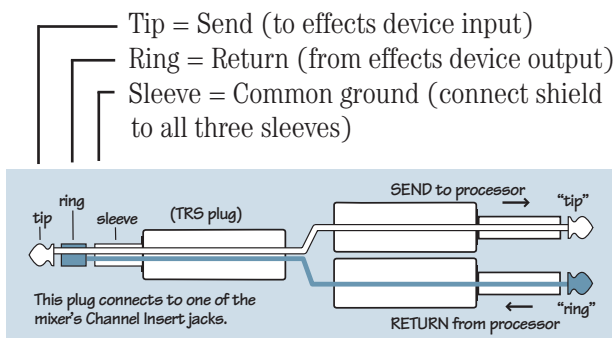 Tip = Send (to effects device input)
Ring = Return (from effects device output)
Sleeve = Common ground (connect shield
to all three sleeves)
ring
tip
sleeve
(TRS plug)
SEND to processor
“tip”
This plug connects to one of the
mixer's Channel Insert jacks.
“ring”
RETURN from processor